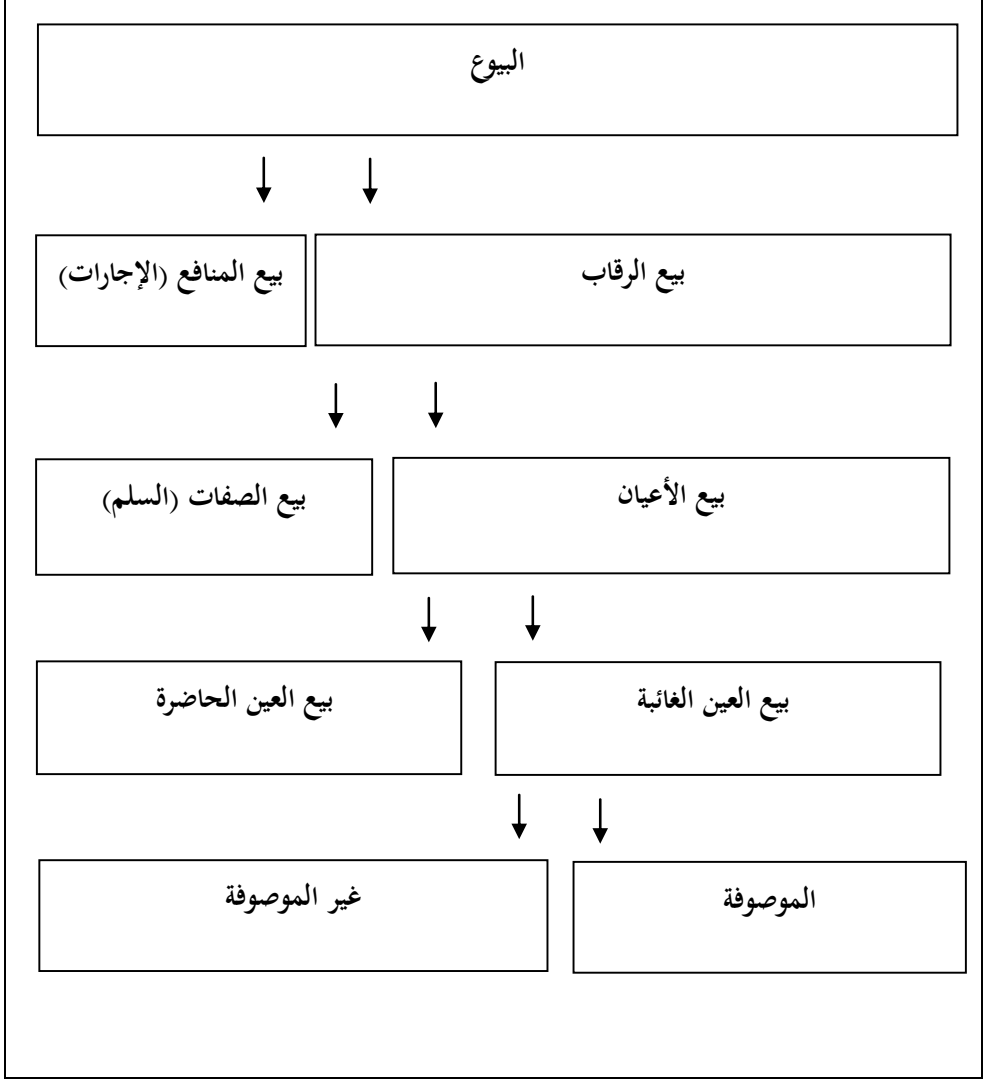 البيوع
بيع الرقاب
بيع المنافع (الإجارات)
بيع الأعيان
بيع الصفات (السلم)
بيع العين الغائبة
بيع العين الحاضرة
الموصوفة
غير الموصوفة